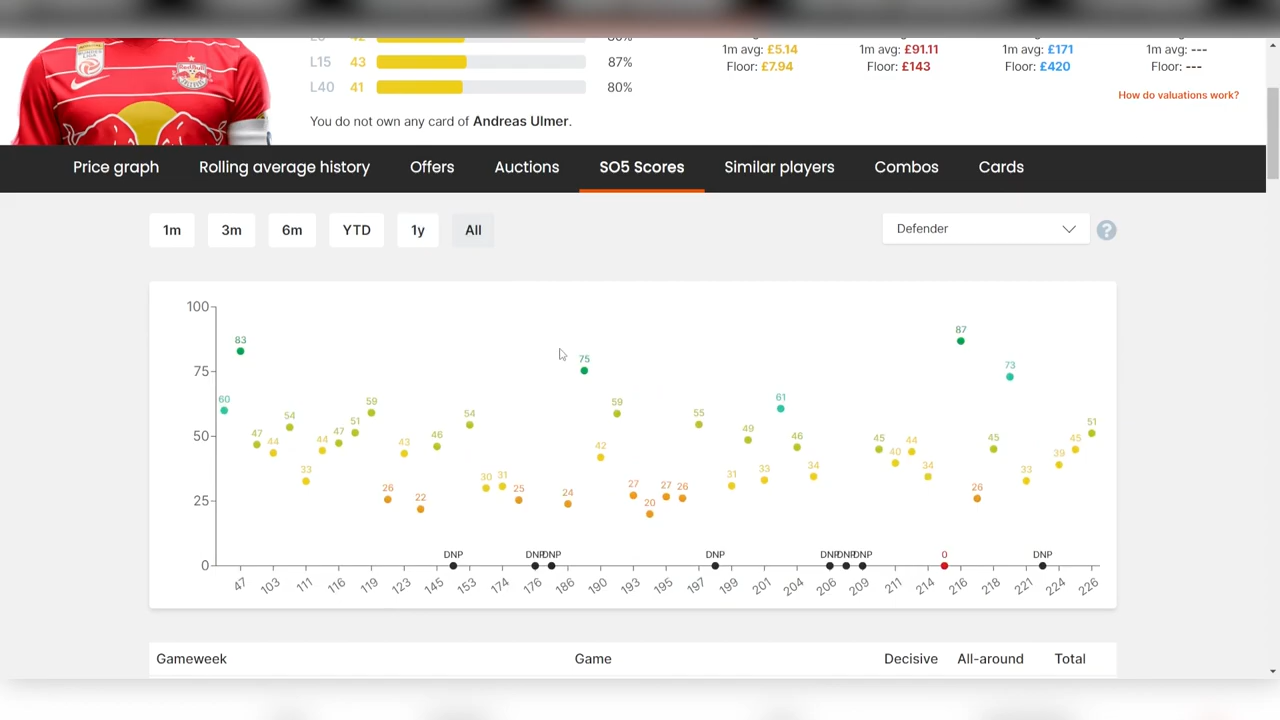 1m avg: £5.14 1m avg: £91.11 1m avg: £171 1m avg: ---
L15 43 87% Floor: £7.94 Floor: £143 Floor: £420 Floor: ---
L40 41 80%
How do valuations work?
You do not own any card of Andreas Ulmer.
Price graph Rolling average history Offers Auctions SO5 Scores Similar players Combos Cards
1m 3m 6m YTD 1y All Defender ?
100
75
50
25
0
60 83 47 44 54 33 44 47 51 59 26 43 22 46 DNP 54 30 31 25 DNP DNP 24 75 42 59 27 20 27 26 55 DNP 31 49 33 61 46 34 DNP DNP DNP 45 40 44 34 0 87 26 45 73 33 DNP 39 45 51
47 103 111 116 119 123 145 153 174 176 186 190 193 195 197 199 201 204 206 209 211 214 216 218 221 224 226
Gameweek Game Decisive All-around Total